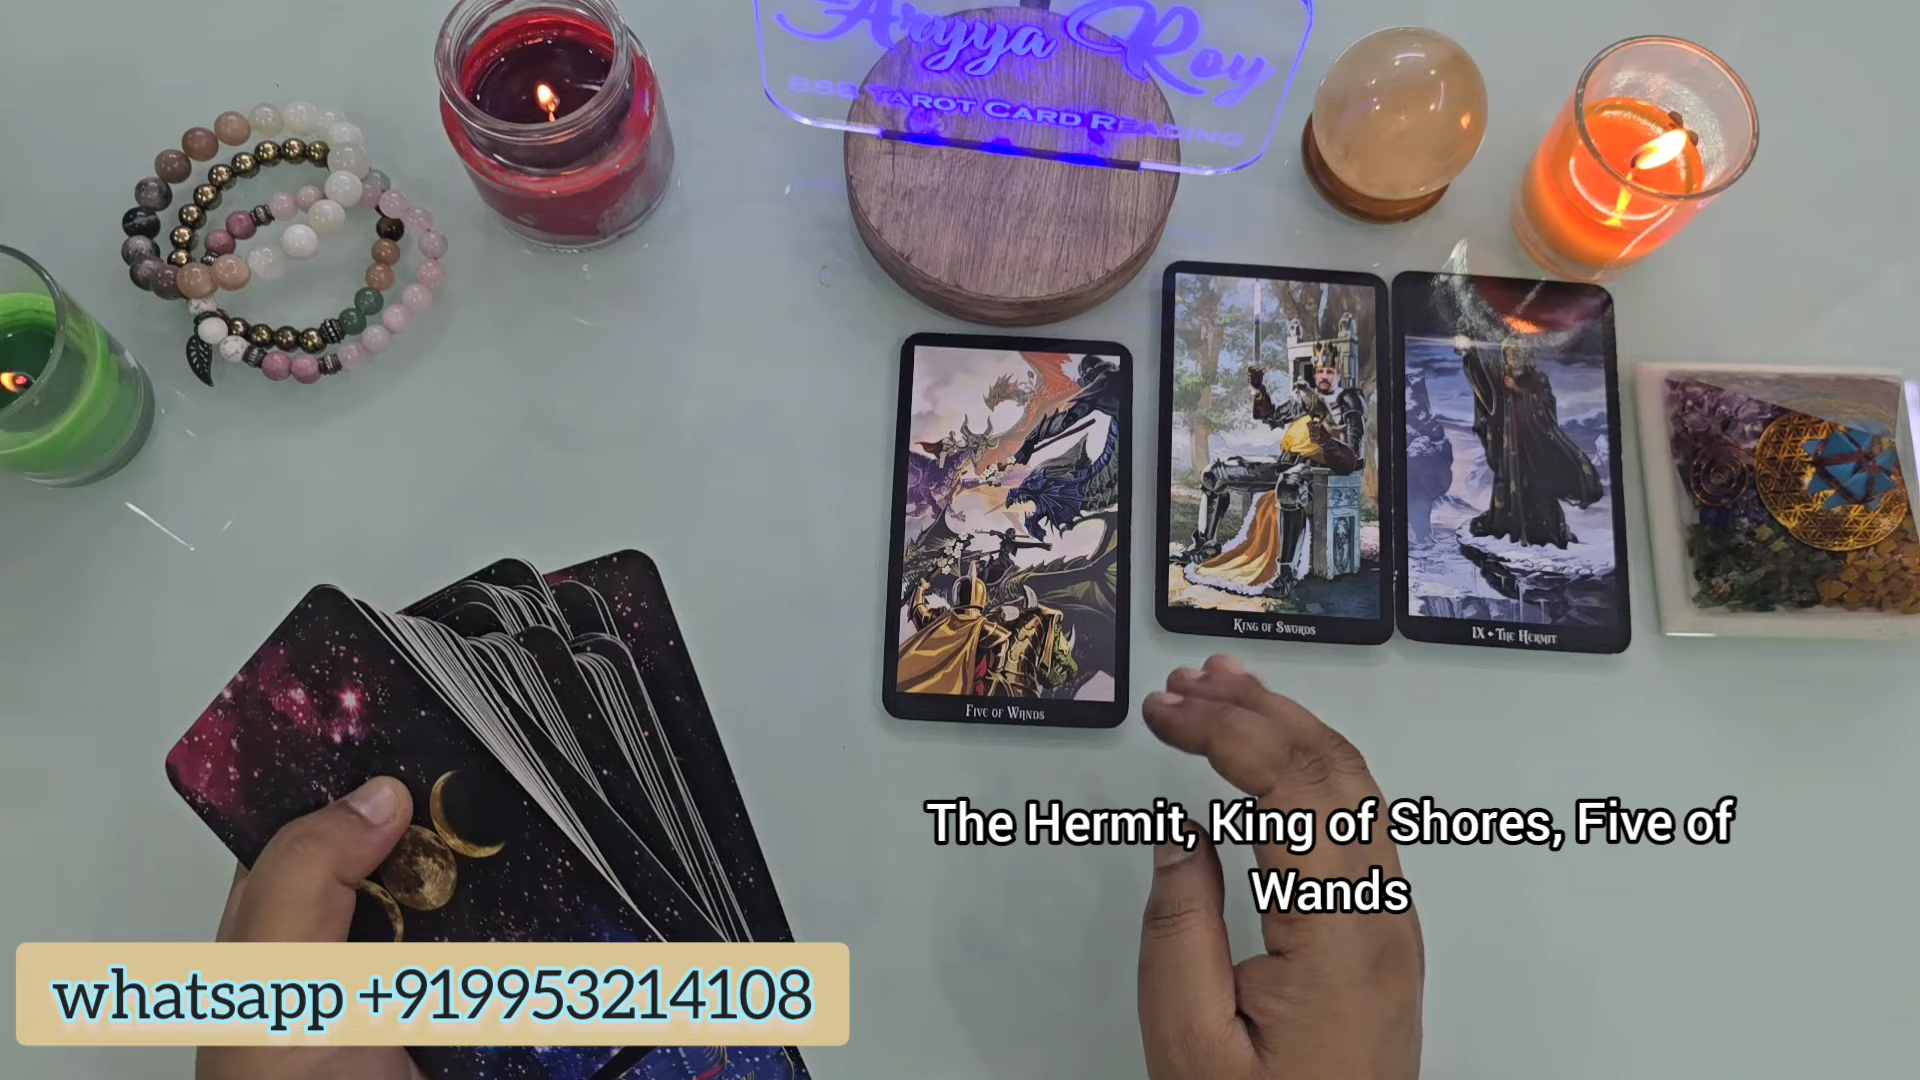 Aryya Roy
888 TAROT CARD READING
KING OF SWORDS
IX ✦ THE HERMIT
FIVE OF WANDS
The Hermit, King of Shores, Five of
Wands
whatsapp +919953214108